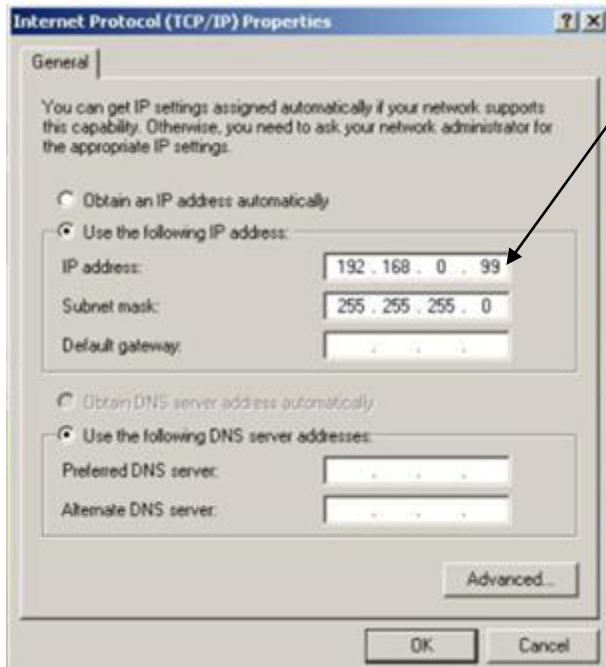 Internet Protocol (TCP/IP) Properties
General
You can get IP settings assigned automatically if your network supports
this capability. Otherwise, you need to ask your network administrator for
the appropriate IP settings.
Obtain an IP address automatically
Use the following IP address:
IP address: 192 . 168 . 0 . 99
Subnet mask: 255 . 255 . 255 . 0
Default gateway: . . .
Obtain DNS server address automatically
Use the following DNS server addresses:
Preferred DNS server: . . .
Alternate DNS server: . . .
Advanced...
OK Cancel